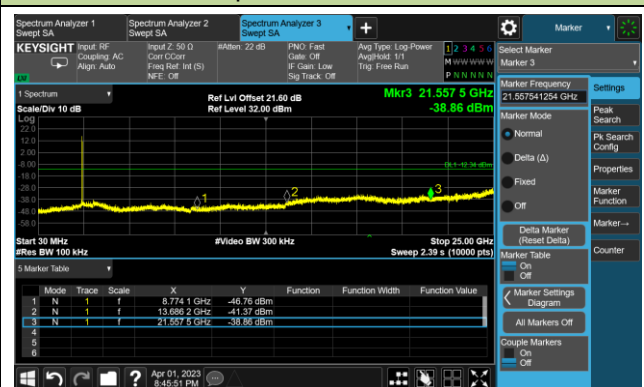 Spectrum Analyzer 1
Swept SA
Spectrum Analyzer 2
Swept SA
Spectrum Analyzer 3
Swept SA
+
Marker
KEYSIGHT
Input: RF
Coupling: AC
Align: Auto
Input Z: 50 Ω
Corr CCorr
Freq Ref: Int (S)
NFE: Off
#Atten: 22 dB
PNO: Fast
Gate: Off
IF Gain: Low
Sig Track: Off
Avg Type: Log-Power
Avg|Hold: 1/1
Trig: Free Run
1 2 3 4 5 6
M W W W W W
P N N N N N
Select Marker
Marker 3
1 Spectrum
Scale/Div 10 dB
Ref Lvl Offset 21.60 dB
Ref Level 32.00 dBm
Mkr3 21.557 5 GHz
-38.86 dBm
Log
22.0
12.0
2.00
-8.00
-18.0
-28.0
-38.0
-48.0
-58.0
DL1 -12.34 dBm
1
2
3
Start 30 MHz
#Res BW 100 kHz
#Video BW 300 kHz
Stop 25.00 GHz
Sweep 2.39 s (10000 pts)
5 Marker Table
Mode Trace Scale X Y Function Function Width Function Value
1 N 1 f 8.774 1 GHz -46.76 dBm
2 N 1 f 13.686 2 GHz -41.37 dBm
3 N 1 f 21.557 5 GHz -38.86 dBm
4
5
6
Marker Frequency
21.557541254 GHz
Marker Mode
Normal
Delta (Δ)
Fixed
Off
Delta Marker
(Reset Delta)
Marker Table
On
Off
Marker Settings
Diagram
All Markers Off
Couple Markers
On
Off
Settings
Peak
Search
Pk Search
Config
Properties
Marker
Function
Marker→
Counter
?
Apr 01, 2023
8:45:51 PM